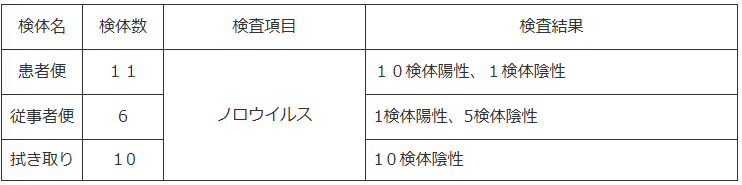 検体名 検体数 検査項目 検査結果
患者便 １１ ノロウイルス １０検体陽性、１検体陰性
従事者便 6 1検体陽性、5検体陰性
拭き取り 10 10検体陰性